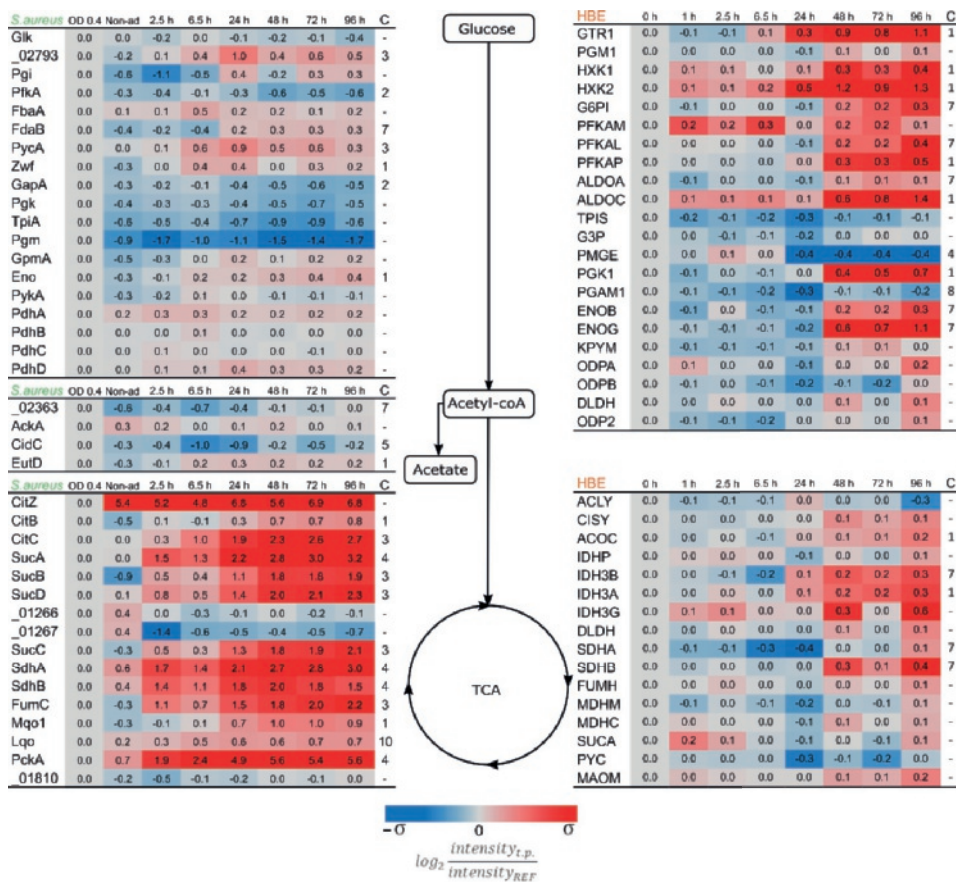 S.aureus OD 0.4 Non-ad 2.5 h 6.5 h 24 h 48 h 72 h 96 h C
Glk 0.0 0.0 -0.2 0.0 -0.1 -0.2 -0.1 -0.4 -
_02793 0.0 -0.2 0.1 0.4 1.0 0.4 0.6 0.5 3
Pgi 0.0 -0.6 -1.1 -0.5 0.4 -0.2 0.3 0.3 -
PfkA 0.0 -0.3 -0.4 -0.1 -0.3 -0.6 -0.5 -0.6 2
FbaA 0.0 0.1 0.1 0.5 0.2 0.2 0.1 0.2 -
FdaB 0.0 -0.4 -0.2 -0.4 0.2 0.3 0.3 0.3 7
PycA 0.0 0.0 0.1 0.6 0.9 0.5 0.6 0.3 3
Zwf 0.0 -0.3 0.0 0.4 0.4 0.0 0.3 0.2 1
GapA 0.0 -0.3 -0.2 -0.1 -0.4 -0.5 -0.6 -0.5 2
Pgk 0.0 -0.4 -0.3 -0.3 -0.4 -0.5 -0.7 -0.5 -
TpiA 0.0 -0.6 -0.5 -0.4 -0.7 -0.9 -0.9 -0.6 -
Pgm 0.0 -0.9 -1.7 -1.0 -1.1 -1.5 -1.4 -1.7 -
GpmA 0.0 -0.5 -0.3 0.0 0.2 0.1 0.2 0.2 -
Eno 0.0 -0.3 -0.1 0.2 0.2 0.3 0.4 0.4 1
PykA 0.0 -0.3 -0.2 0.1 0.0 -0.1 -0.1 -0.1 -
PdhA 0.0 0.2 0.3 0.3 0.2 0.2 0.2 0.2 -
PdhB 0.0 0.0 0.0 0.1 0.0 0.0 0.0 0.0 -
PdhC 0.0 0.0 0.1 0.0 0.0 0.0 -0.1 0.0 -
PdhD 0.0 0.0 0.1 0.2 0.4 0.3 0.3 0.2 -
S.aureus OD 0.4 Non-ad 2.5 h 6.5 h 24 h 48 h 72 h 96 h C
_02363 0.0 -0.6 -0.4 -0.7 -0.4 -0.1 -0.1 0.0 7
AckA 0.0 0.3 0.2 0.0 0.1 0.2 0.0 0.1 -
CidC 0.0 -0.3 -0.4 -1.0 -0.9 -0.2 -0.5 -0.2 5
EutD 0.0 -0.3 -0.1 0.2 0.3 0.2 0.2 0.2 1
S.aureus OD 0.4 Non-ad 2.5 h 6.5 h 24 h 48 h 72 h 96 h C
CitZ 0.0 5.4 5.2 4.8 6.8 5.6 6.9 6.8 -
CitB 0.0 -0.5 0.1 -0.1 0.3 0.7 0.7 0.8 1
CitC 0.0 0.0 0.3 1.0 1.9 2.3 2.6 2.7 3
SucA 0.0 0.0 1.5 1.3 2.2 2.8 3.0 3.2 4
SucB 0.0 -0.9 0.5 0.4 1.1 1.8 1.6 1.9 3
SucD 0.0 0.1 0.8 0.5 1.4 2.0 2.1 2.3 3
_01266 0.0 0.4 0.0 -0.3 -0.1 0.0 -0.2 -0.1 -
_01267 0.0 0.4 -1.4 -0.6 -0.5 -0.4 -0.5 -0.7 -
SucC 0.0 -0.3 0.5 0.3 1.3 1.8 1.9 2.1 3
SdhA 0.0 0.6 1.7 1.4 2.1 2.7 2.5 3.0 4
SdhB 0.0 0.4 1.4 1.1 1.6 2.0 1.8 1.5 4
FumC 0.0 -0.3 1.1 0.7 1.5 1.8 2.0 2.2 3
Mqo1 0.0 -0.3 -0.1 0.1 0.7 1.0 1.0 0.9 1
Lqo 0.0 0.2 0.3 0.5 0.6 0.6 0.7 0.7 10
PckA 0.0 0.7 1.9 2.4 4.9 5.6 5.4 5.6 4
_01810 0.0 -0.2 -0.5 -0.1 -0.2 0.0 -0.1 0.0 -
Glucose
Acetyl-coA
Acetate
TCA
HBE 0 h 1 h 2.5 h 6.5 h 24 h 48 h 72 h 96 h C
GTR1 0.0 -0.1 -0.1 0.1 0.3 0.9 0.8 1.1 1
PGM1 0.0 0.0 0.0 0.0 -0.1 0.1 0.0 0.1 -
HXK1 0.0 0.1 0.1 0.0 0.1 0.3 0.3 0.4 1
HXK2 0.0 0.1 0.1 0.2 0.5 1.2 0.9 1.3 1
G6PI 0.0 -0.1 0.0 0.0 -0.1 0.2 0.2 0.3 7
PFKAM 0.0 0.2 0.2 0.3 0.0 0.2 0.2 0.1 -
PFKAL 0.0 0.0 0.0 0.0 -0.1 0.2 0.2 0.4 7
PFKAP 0.0 0.0 0.0 0.0 0.0 0.3 0.3 0.5 1
ALDOA 0.0 -0.1 0.0 0.0 -0.1 0.1 0.1 0.1 7
ALDOC 0.0 0.1 0.1 0.1 0.1 0.6 0.8 1.4 1
TPIS 0.0 -0.2 -0.1 -0.2 -0.3 -0.1 -0.1 -0.1 -
G3P 0.0 0.0 -0.1 -0.1 -0.2 0.0 0.0 0.0 -
PMGE 0.0 0.0 0.1 0.0 -0.4 -0.4 -0.4 -0.4 4
PGK1 0.0 -0.1 0.0 -0.1 0.0 0.4 0.5 0.7 1
PGAM1 0.0 -0.1 -0.1 -0.2 -0.3 -0.1 -0.1 -0.2 8
ENOB 0.0 -0.1 0.0 -0.1 -0.1 0.2 0.2 0.3 7
ENOG 0.0 -0.1 -0.1 -0.1 -0.2 0.6 0.7 1.1 7
KPYM 0.0 -0.1 -0.1 -0.1 -0.1 0.0 0.1 0.0 -
ODPA 0.0 0.1 0.0 0.0 -0.1 0.0 0.0 0.2 -
ODPB 0.0 -0.1 0.0 -0.2 -0.2 -0.1 -0.2 0.0 -
DLDH 0.0 0.0 0.0 0.0 -0.1 0.1 0.0 0.1 -
ODP2 0.0 -0.1 -0.1 -0.2 0.0 0.0 0.0 0.1 -
HBE 0 h 1 h 2.5 h 6.5 h 24 h 48 h 72 h 96 h C
ACLY 0.0 -0.1 -0.1 -0.1 0.0 0.0 0.0 -0.3 -
CISY 0.0 0.0 0.0 0.0 0.0 0.1 0.1 0.1 -
ACOC 0.0 0.0 0.0 -0.1 0.0 0.1 0.1 0.2 1
IDHP 0.0 0.0 0.0 0.0 -0.1 0.0 0.0 0.1 -
IDH3B 0.0 0.0 -0.1 -0.2 0.1 0.2 0.2 0.3 7
IDH3A 0.0 0.0 0.0 0.0 0.1 0.2 0.2 0.3 1
IDH3G 0.0 0.1 0.1 0.0 0.0 0.3 0.0 0.6 -
DLDH 0.0 0.0 0.0 0.0 0.0 0.0 0.0 0.1 -
SDHA 0.0 -0.1 -0.1 -0.3 -0.4 0.0 0.0 0.1 7
SDHB 0.0 0.0 0.0 0.0 0.0 0.3 0.1 0.4 7
FUMH 0.0 0.0 0.1 0.0 0.0 0.0 0.0 0.1 -
MDHM 0.0 0.0 -0.1 -0.1 -0.2 0.0 -0.1 0.1 -
MDHC 0.0 0.0 0.0 0.0 -0.1 0.1 0.0 0.1 -
SUCA 0.0 0.2 0.1 0.0 -0.1 0.0 -0.1 0.1 -
PYC 0.0 0.0 0.0 0.0 -0.3 -0.1 -0.2 0.0 -
MAOM 0.0 0.0 0.0 0.0 0.0 0.1 0.1 0.2 -
-σ 0 σ
log₂ intensity_t.p. / intensity_REF